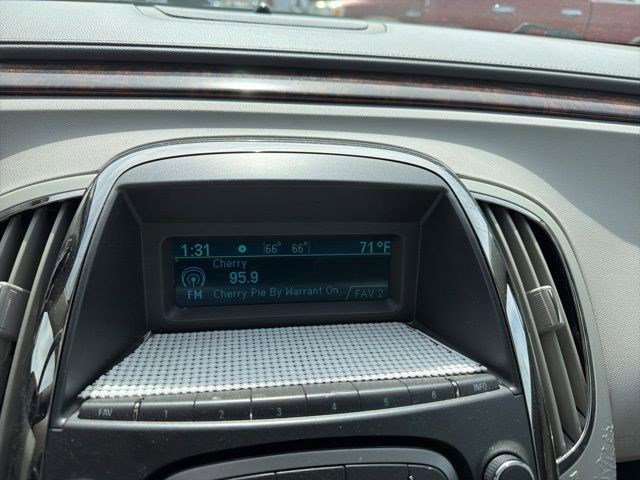 1:31 66° 66° 71°F
Cherry
95.9
FM Cherry Pie By Warrant On. FAV 2
FAV 1 2 3 4 5 6 INFO